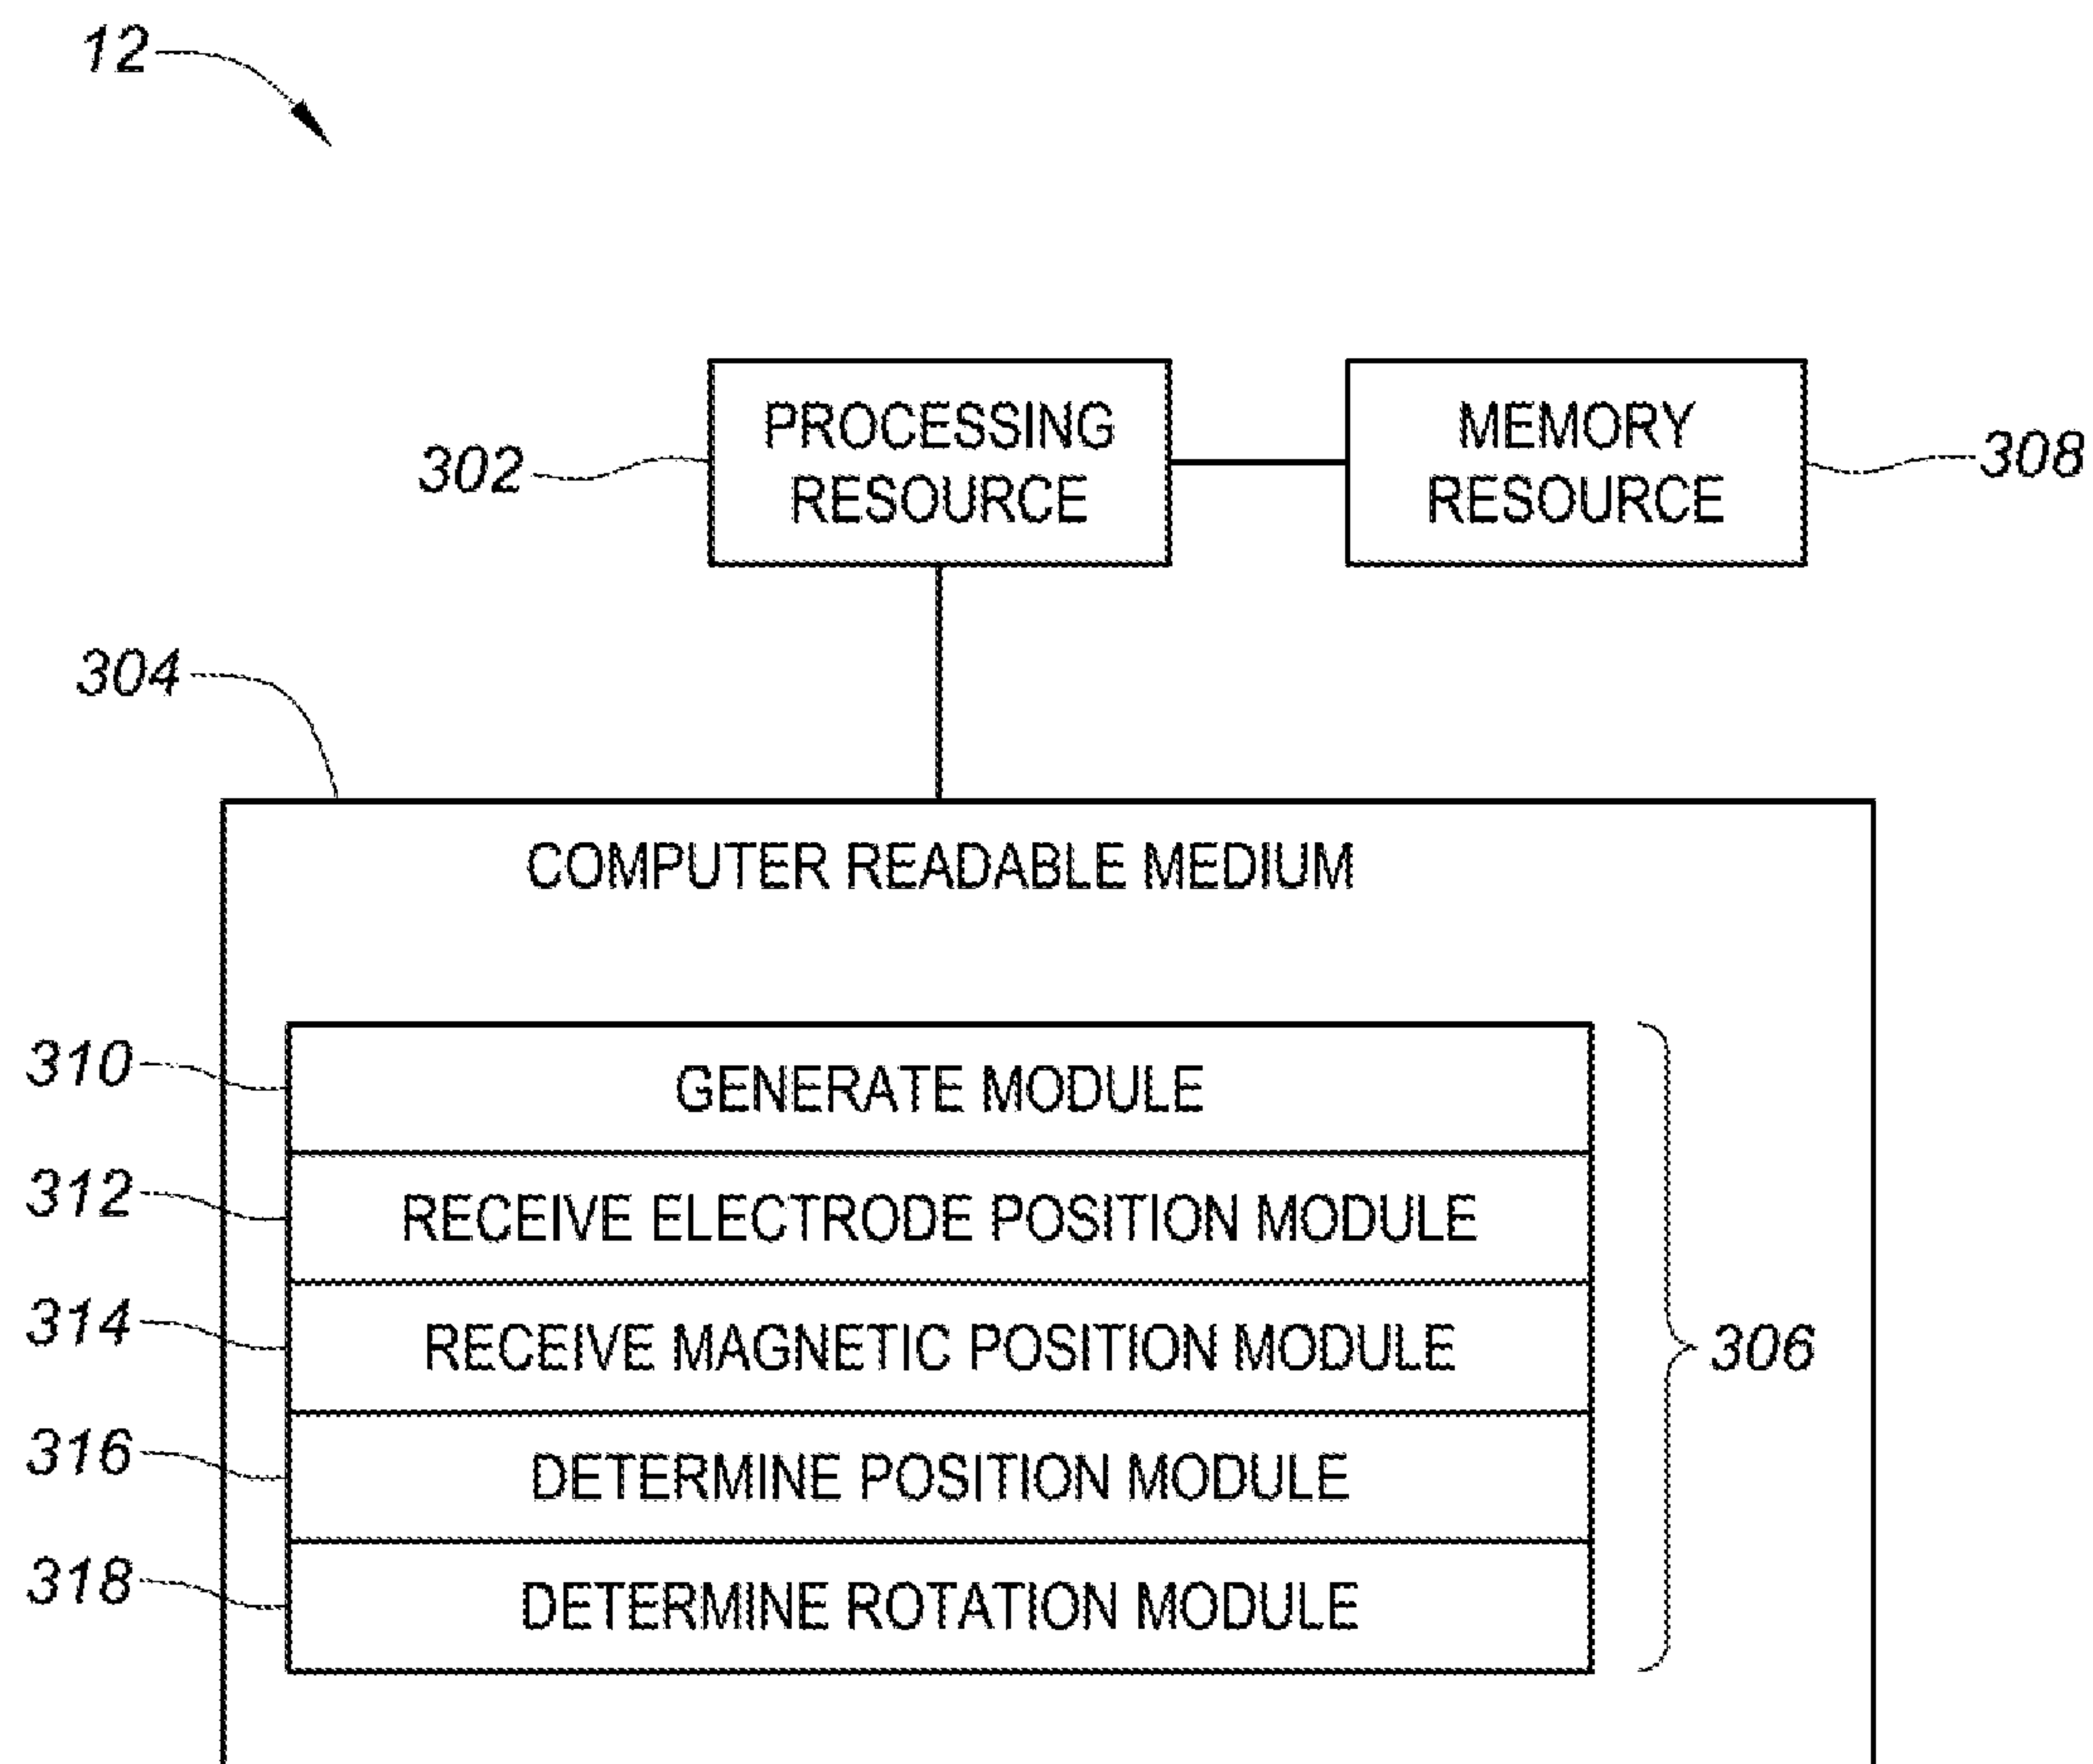 12
PROCESSING
RESOURCE
302
MEMORY
RESOURCE
308
304
COMPUTER READABLE MEDIUM
310
GENERATE MODULE
312
RECEIVE ELECTRODE POSITION MODULE
314
RECEIVE MAGNETIC POSITION MODULE
306
316
DETERMINE POSITION MODULE
318
DETERMINE ROTATION MODULE